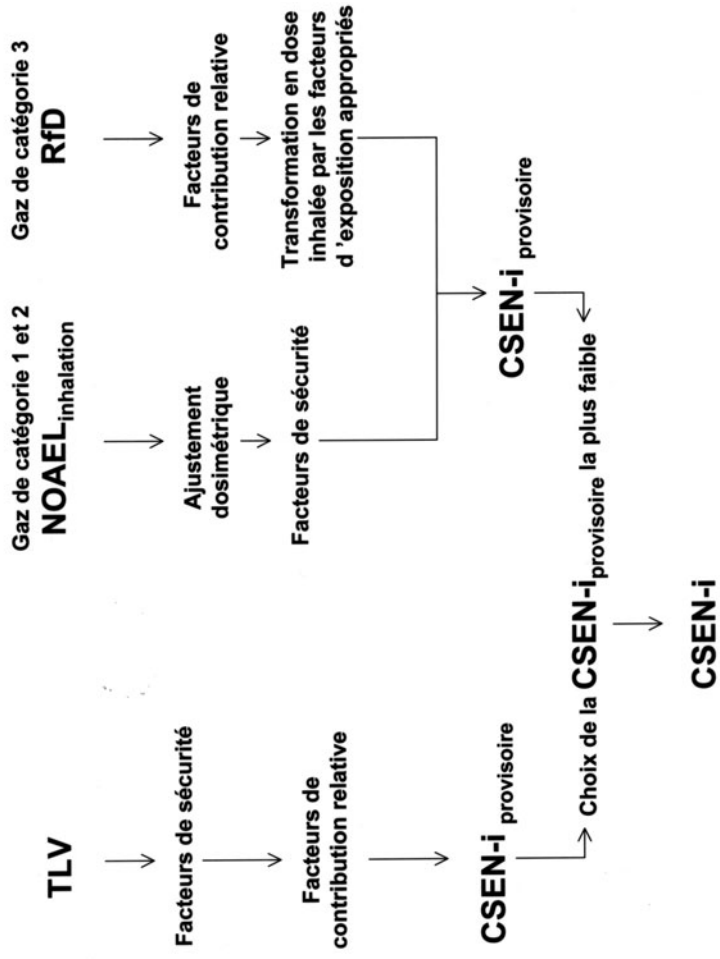 TLV
Facteurs de sécurité
Facteurs de
contribution relative
CSEN-i provisoire
Gaz de catégorie 1 et 2
NOAELinhalation
Ajustement
dosimétrique
Facteurs de sécurité
Gaz de catégorie 3
RfD
Facteurs de
contribution relative
Transformation en dose
inhalée par les facteurs
d'exposition appropriés
CSEN-i provisoire
Choix de la CSEN-iprovisoire la plus faible
CSEN-i